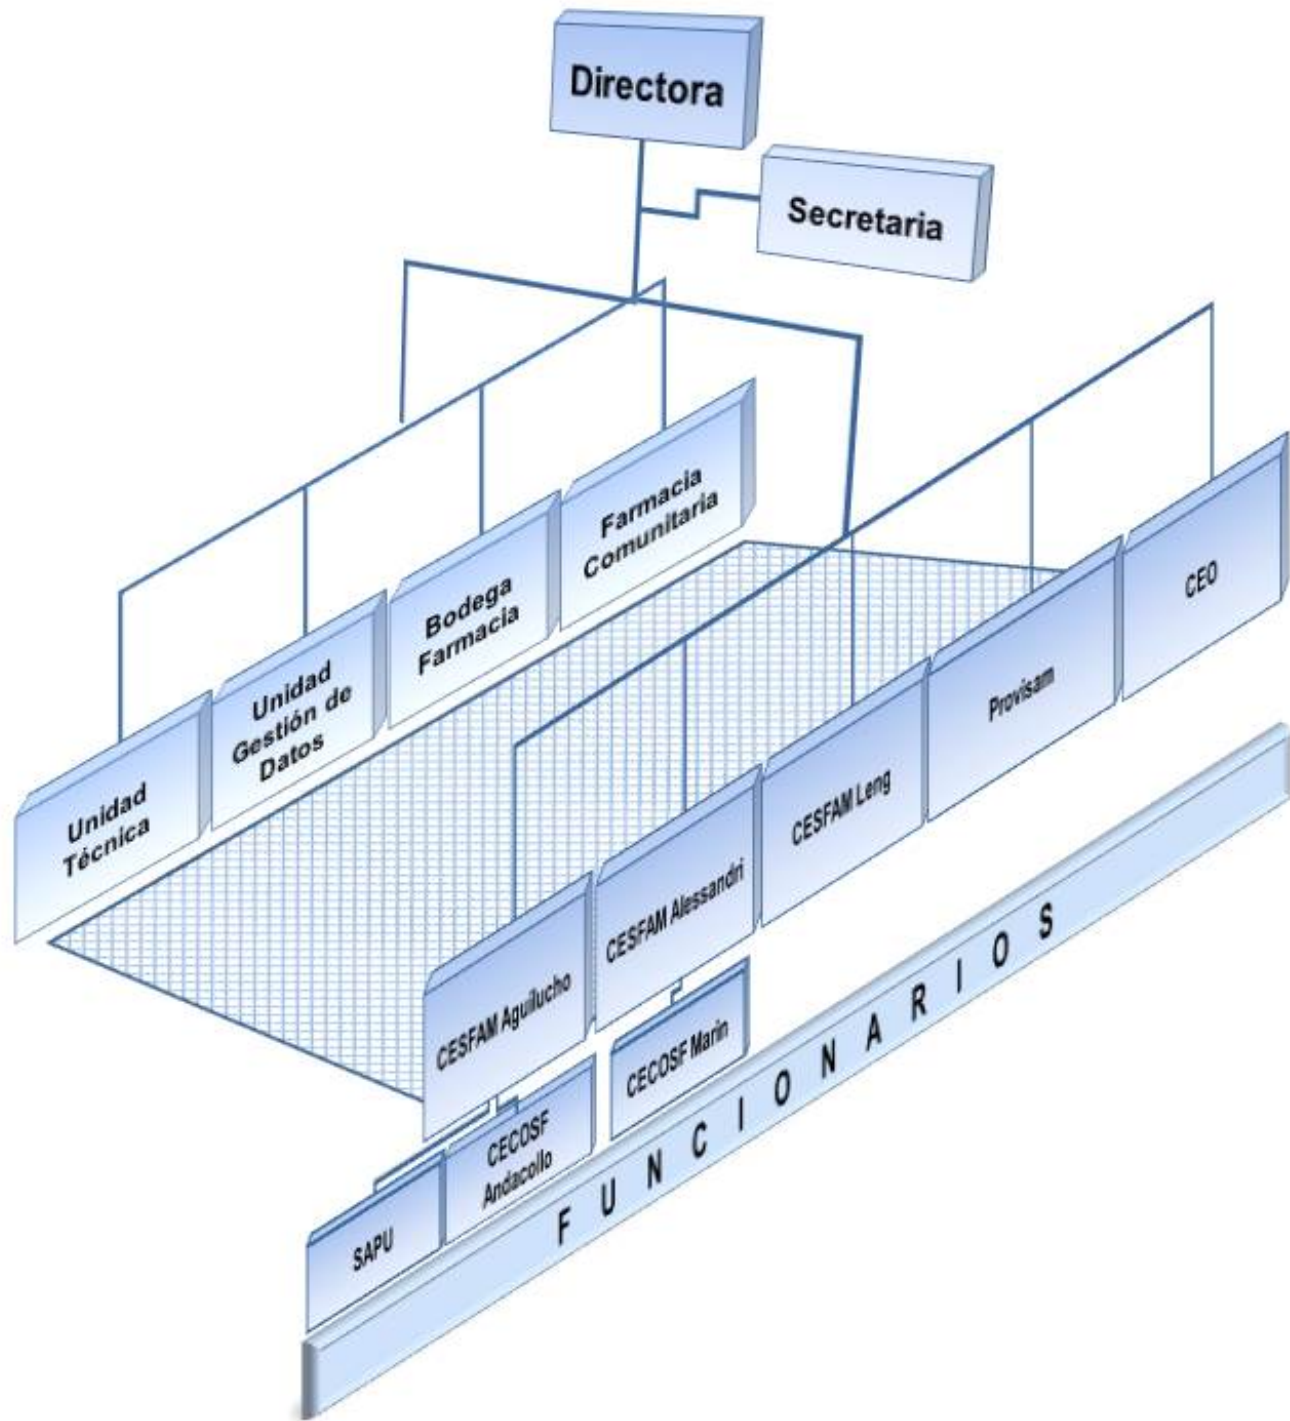 Directora
Secretaria
Farmacia
Comunitaria
Bodega
Farmacia
Unidad
Gestión de
Datos
Unidad
Técnica
CEO
Provisam
CESFAM Leng
CESFAM Alessandri
CESFAM Aguilucho
CECOSF Marin
CECOSF
Andacollo
SAPU
FUNCIONARIOS